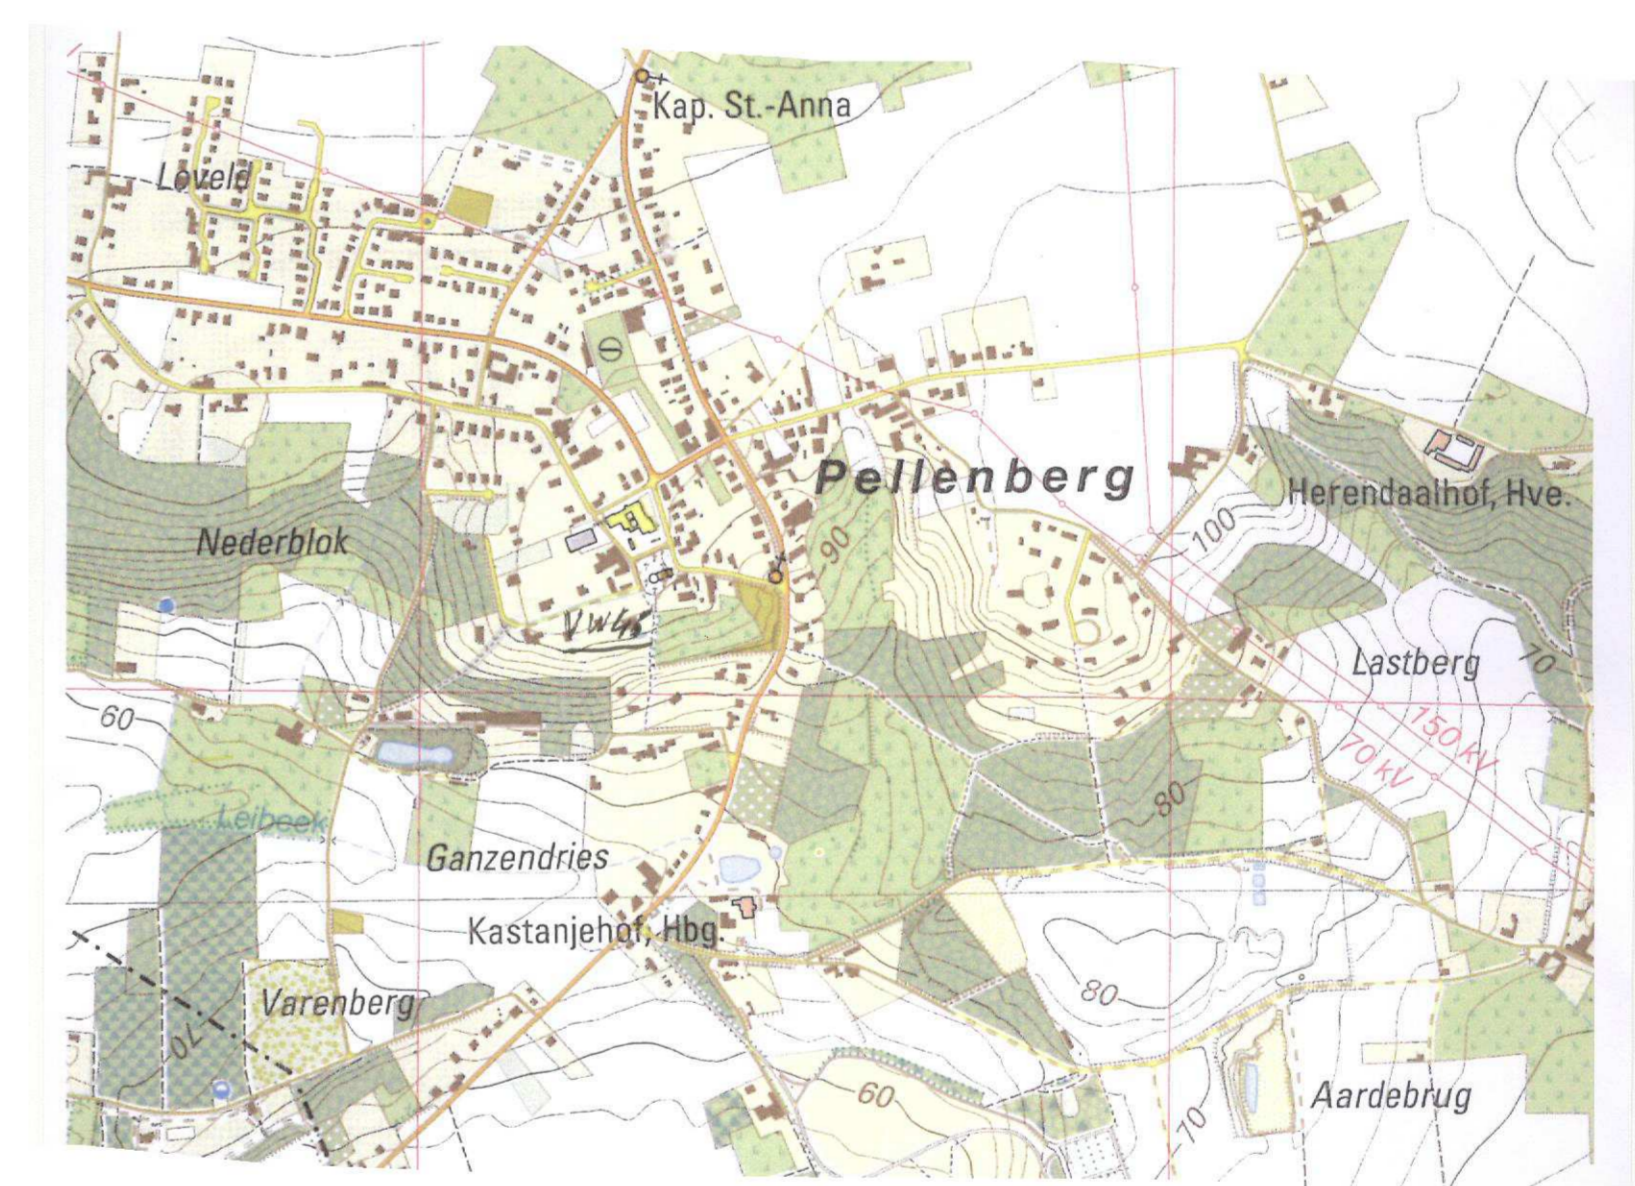 Kap. St.-Anna
Loveld
Pellenberg
Herendaalhof, Hve.
Nederblok
90
100
Lastberg
70
60
150 kV
70 kV
80
Leibeek
Ganzendries
Kastanjehof, Hbg.
Varenberg
80
70
60
70
Aardebrug